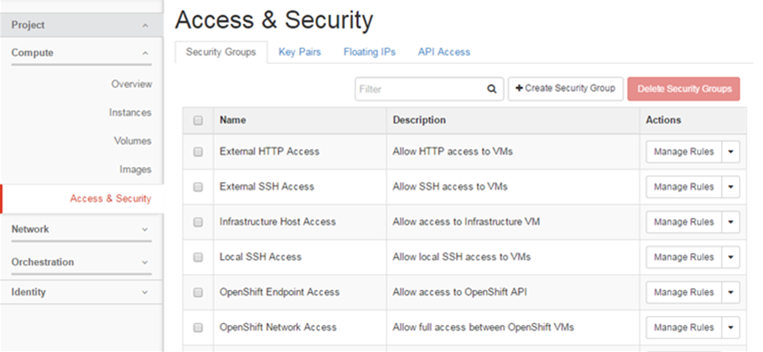 Project
Compute
Overview
Instances
Volumes
Images
Access & Security
Network
Orchestration
Identity
Access & Security
Security Groups Key Pairs Floating IPs API Access
Filter + Create Security Group Delete Security Groups
Name Description Actions
External HTTP Access Allow HTTP access to VMs Manage Rules
External SSH Access Allow SSH access to VMs Manage Rules
Infrastructure Host Access Allow access to Infrastructure VM Manage Rules
Local SSH Access Allow local SSH access to VMs Manage Rules
OpenShift Endpoint Access Allow access to OpenShift API Manage Rules
OpenShift Network Access Allow full access between OpenShift VMs Manage Rules